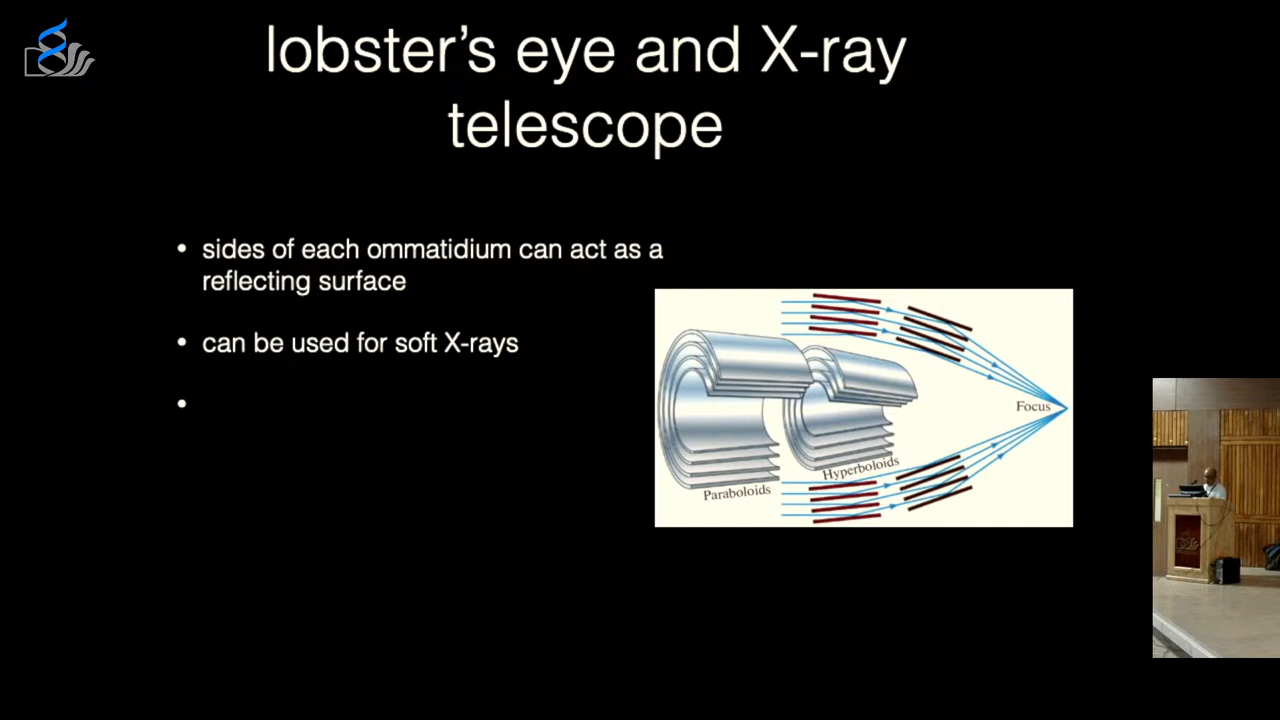 lobster's eye and X-ray
telescope
• sides of each ommatidium can act as a
reflecting surface
• can be used for soft X-rays
•
Focus
Hyperboloids
Paraboloids